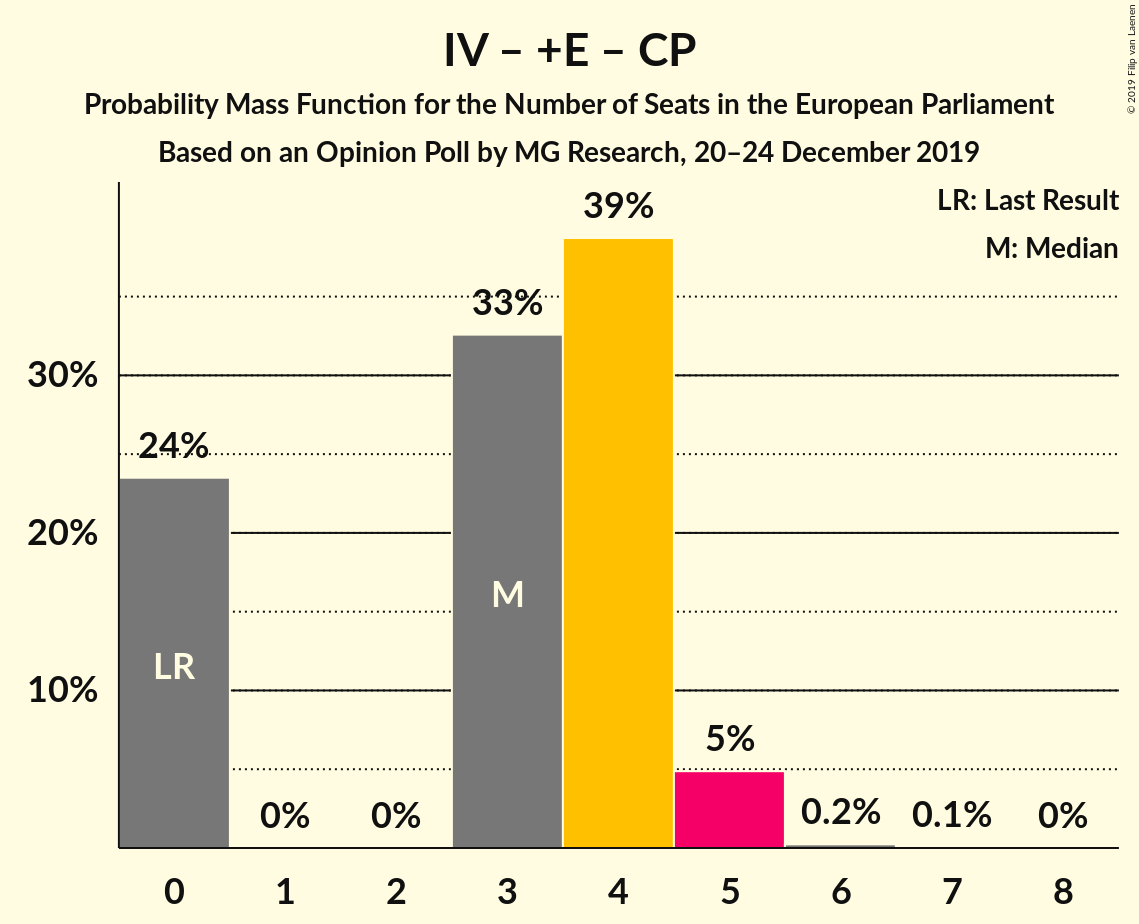 IV – +E – CP
Probability Mass Function for the Number of Seats in the European Parliament
Based on an Opinion Poll by MG Research, 20–24 December 2019
© 2019 Filip van Laenen
LR: Last Result
M: Median
39%
33%
30%
24%
20%
M
LR
10%
5%
0%
0%
0.2%
0.1%
0%
0 1 2 3 4 5 6 7 8